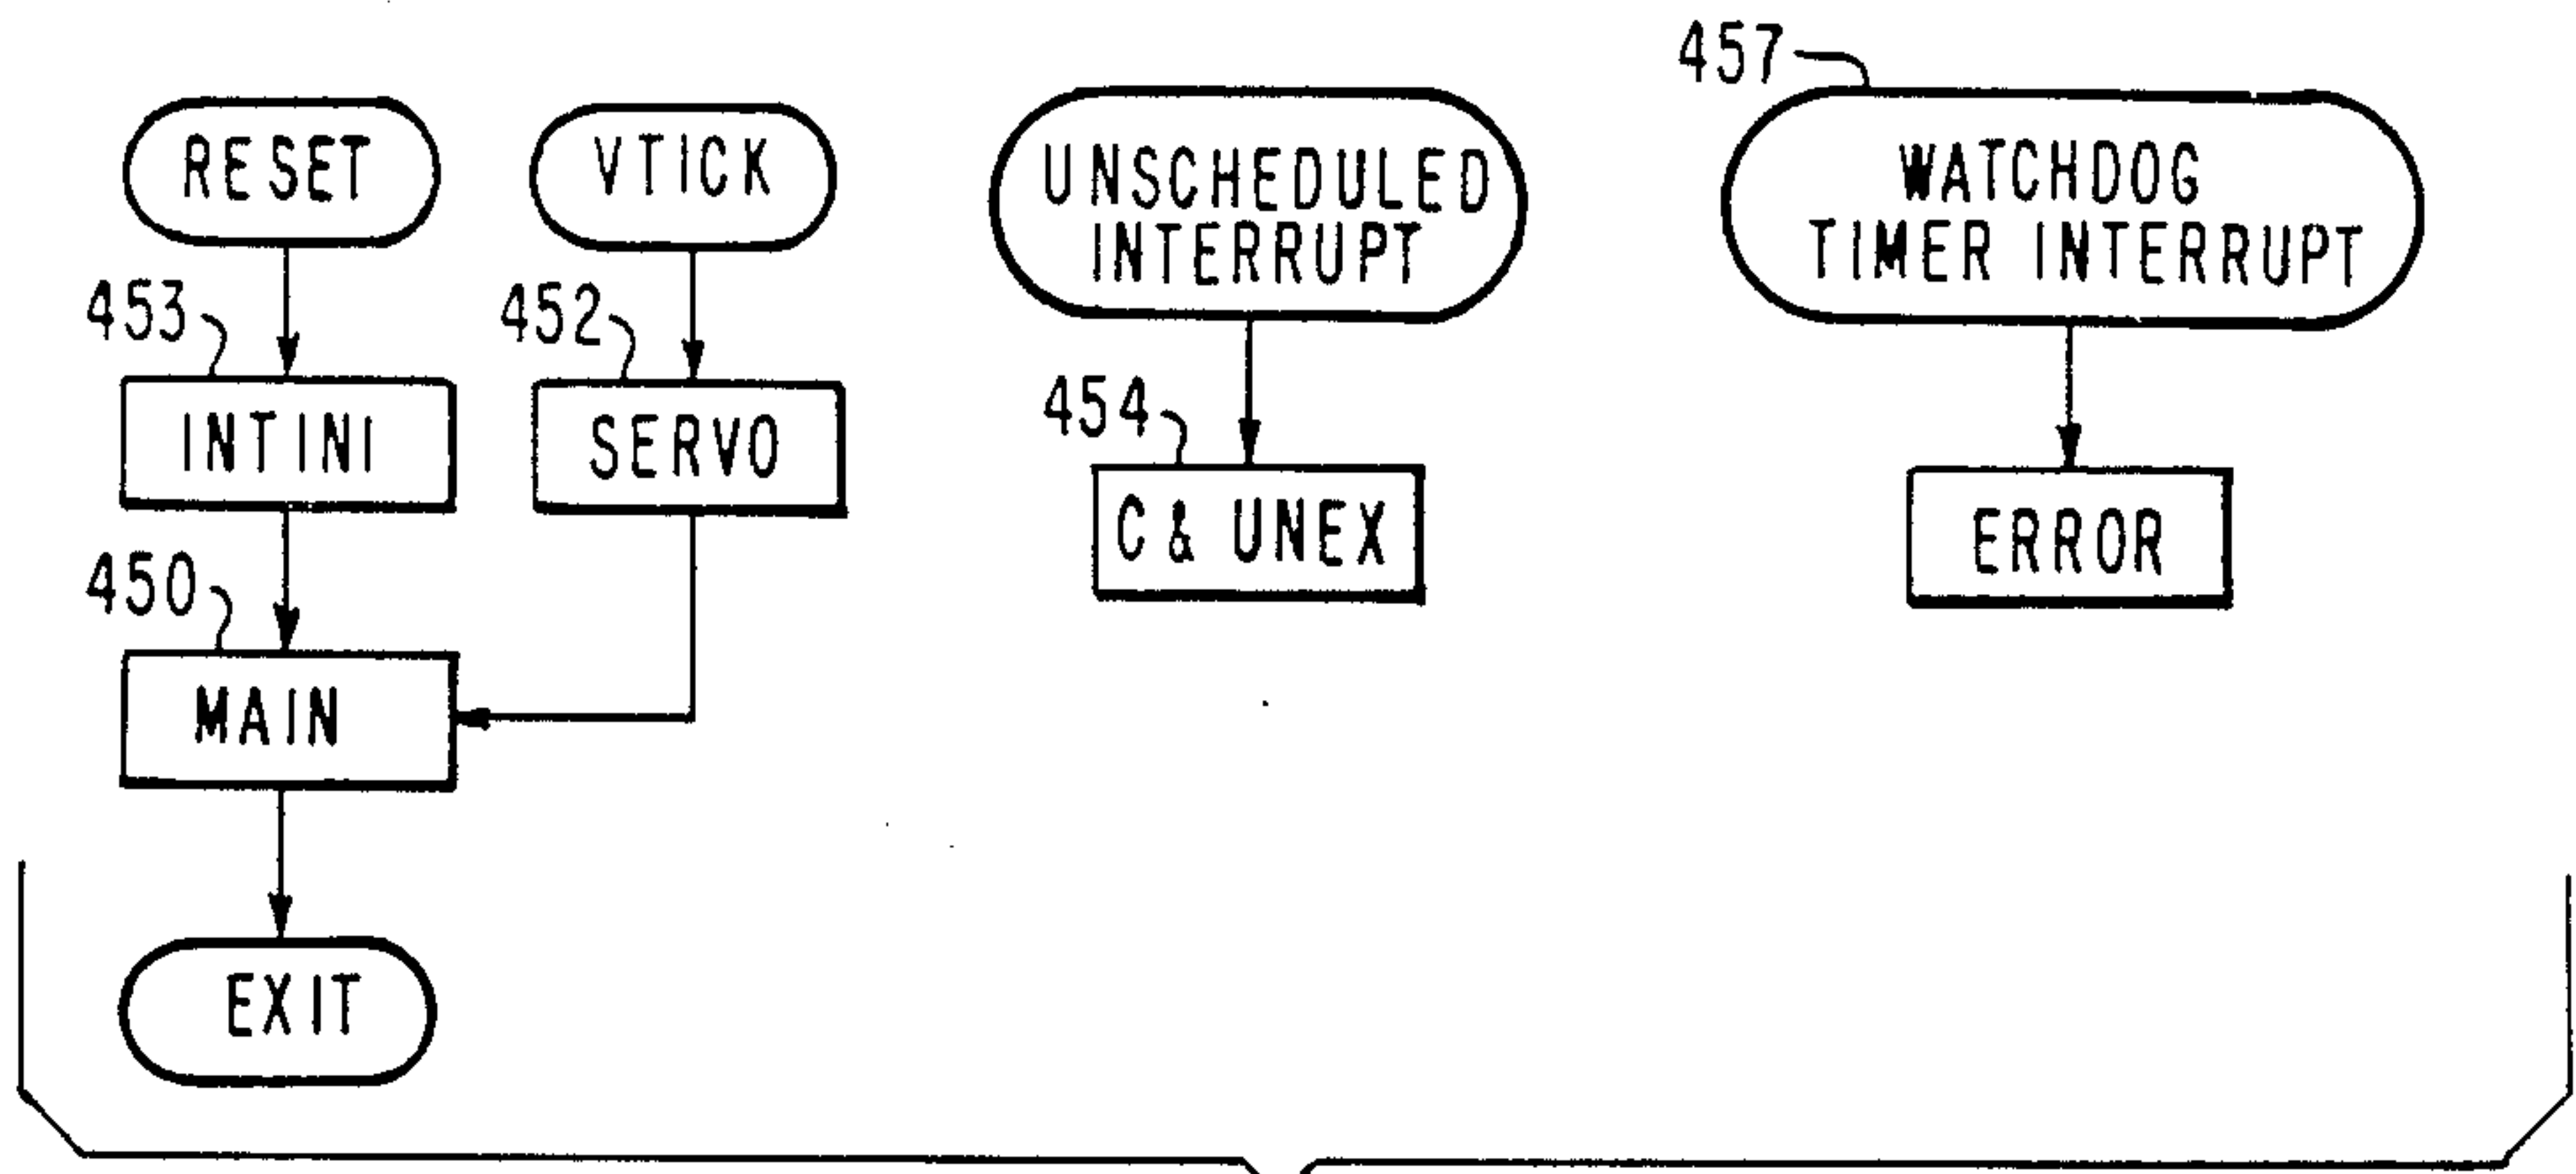 457
RESET
VTICK
UNSCHEDULED
INTERRUPT
WATCHDOG
TIMER INTERRUPT
453
452
INTINI
SERVO
454
C & UNEX
ERROR
450
MAIN
EXIT